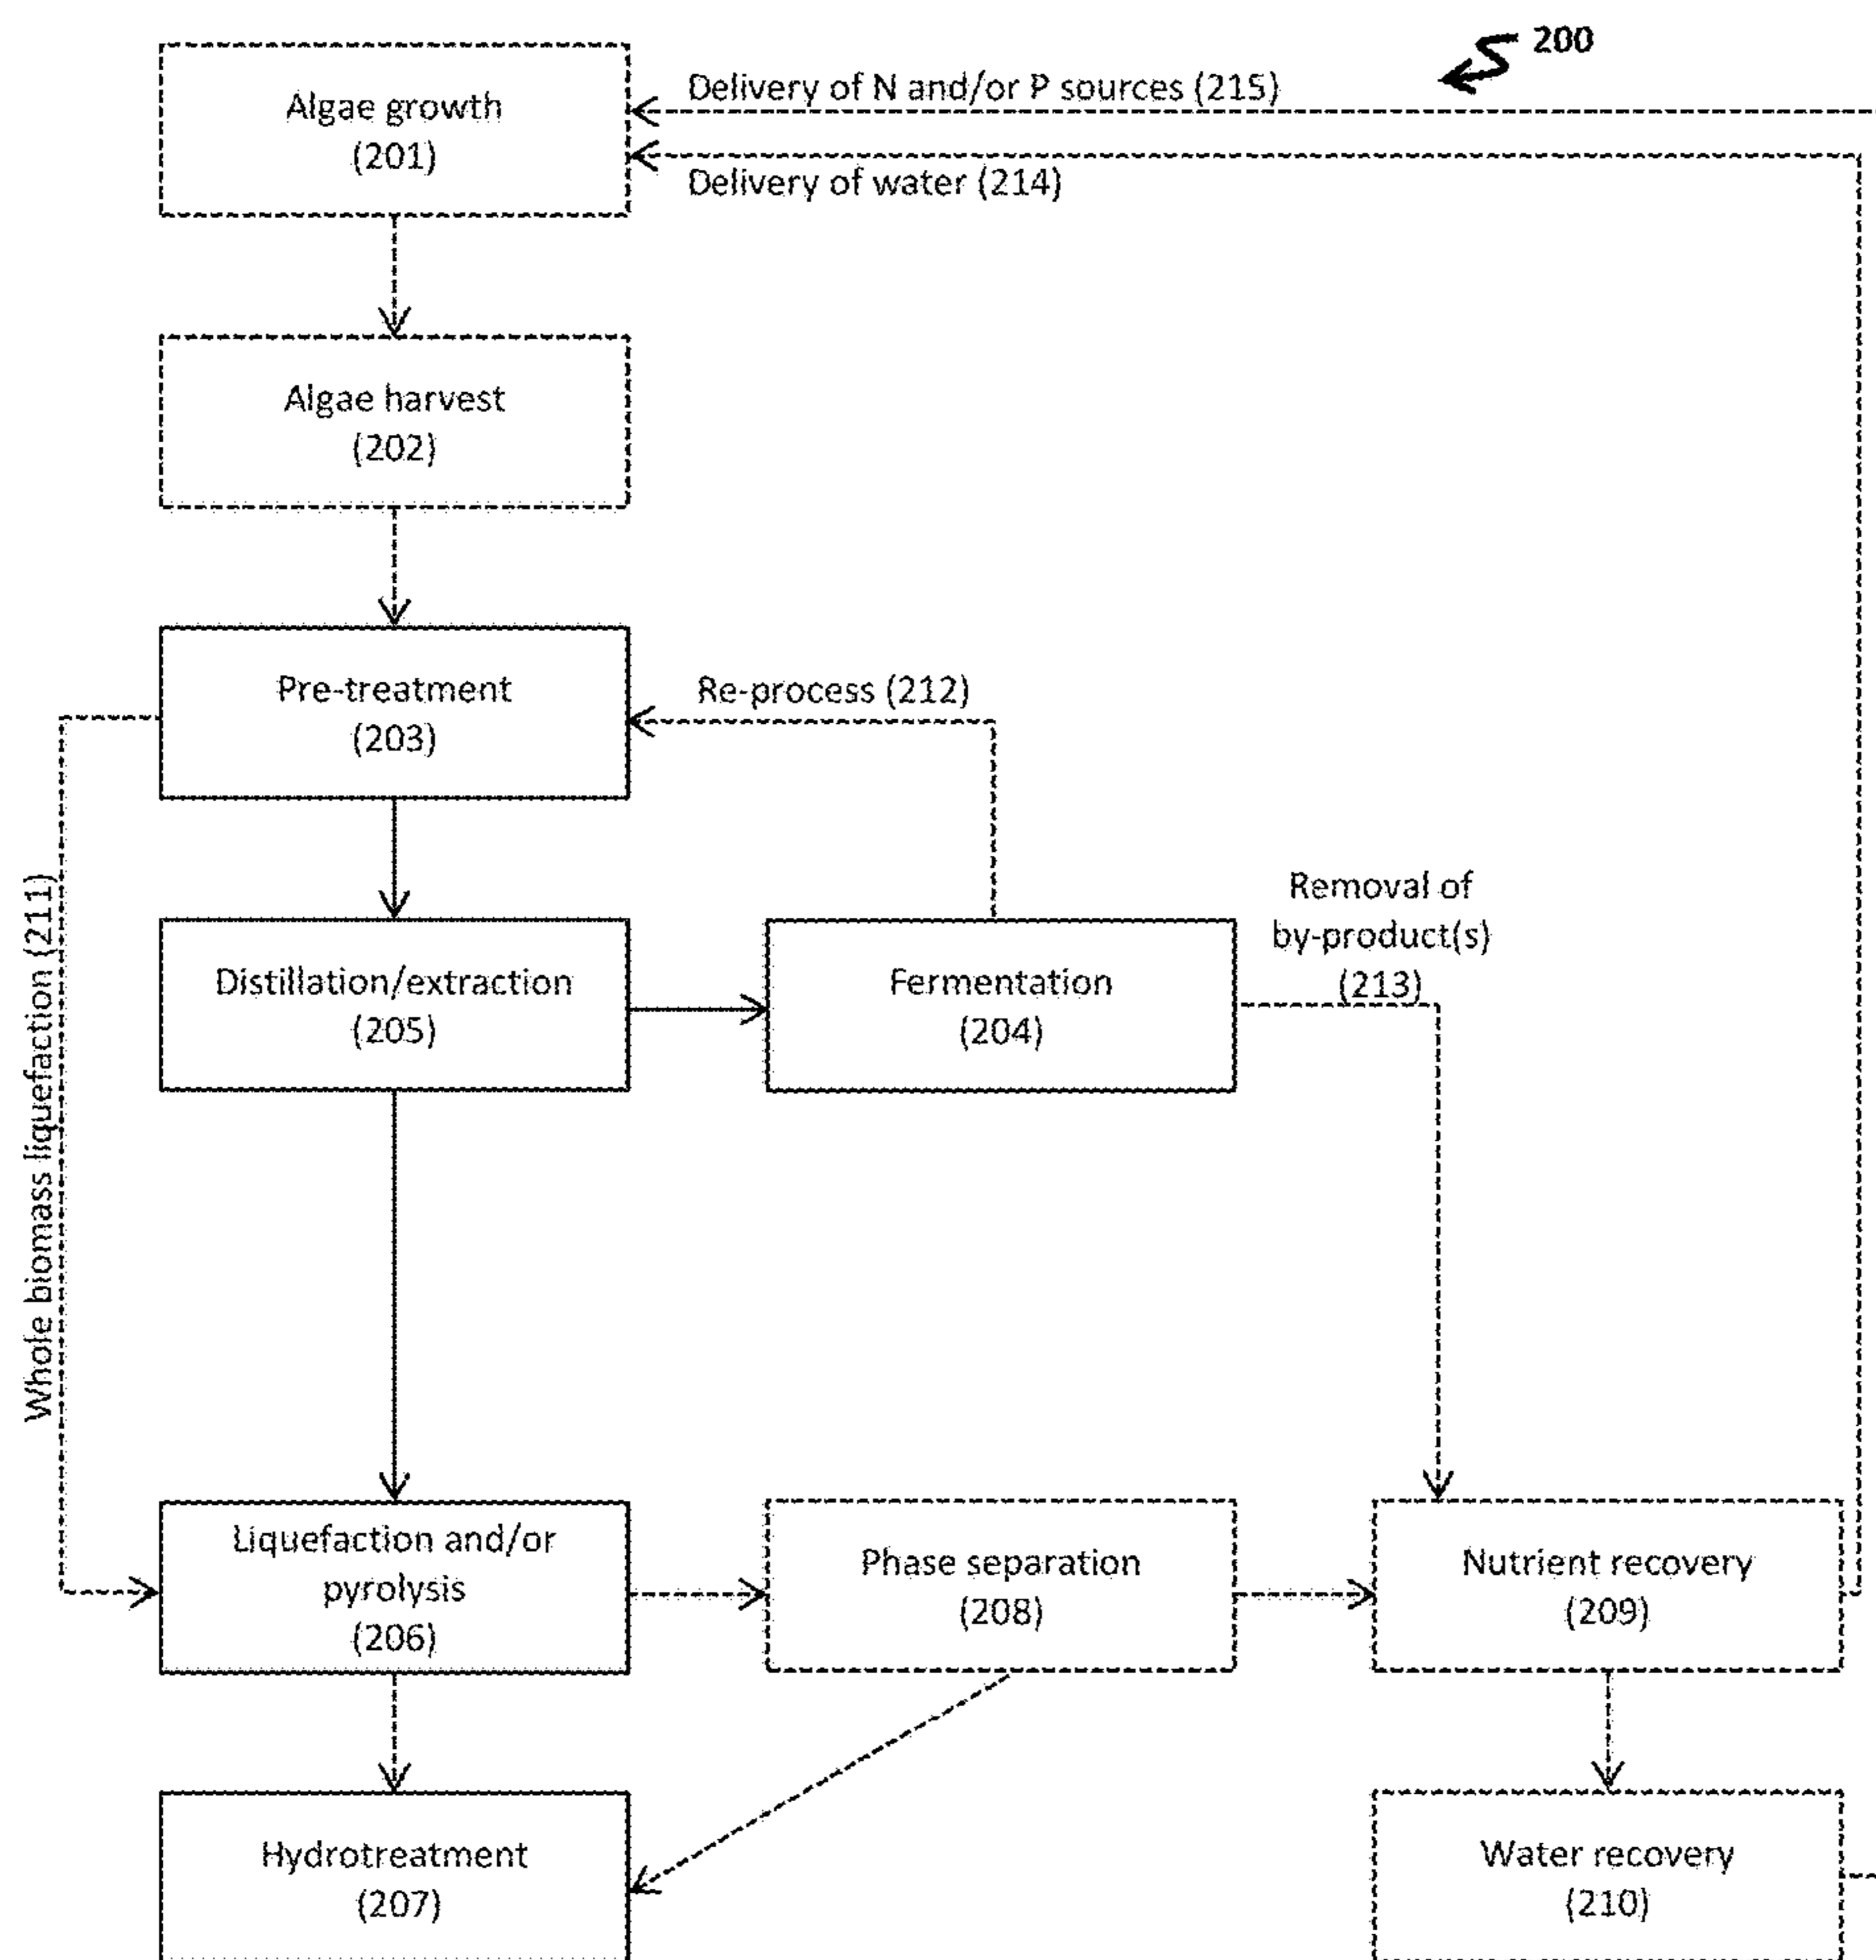 200
Delivery of N and/or P sources (215)
Algae growth
(201)
Delivery of water (214)
Algae harvest
(202)
Pre-treatment
(203)
Re-process (212)
Whole biomass liquefaction (211)
Distillation/extraction
(205)
Fermentation
(204)
Removal of
by-product(s)
(213)
Liquefaction and/or
pyrolysis
(206)
Phase separation
(208)
Nutrient recovery
(209)
Hydrotreatment
(207)
Water recovery
(210)